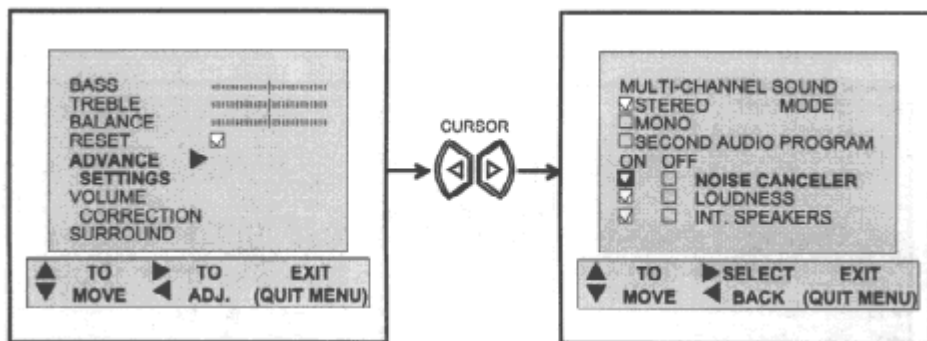 BASS
TREBLE
BALANCE
RESET
ADVANCE
SETTINGS
VOLUME
CORRECTION
SURROUND
TO TO EXIT
MOVE ADJ. (QUIT MENU)
CURSOR
MULTI-CHANNEL SOUND
STEREO MODE
MONO
SECOND AUDIO PROGRAM
ON OFF
NOISE CANCELER
LOUDNESS
INT. SPEAKERS
TO SELECT EXIT
MOVE BACK (QUIT MENU)